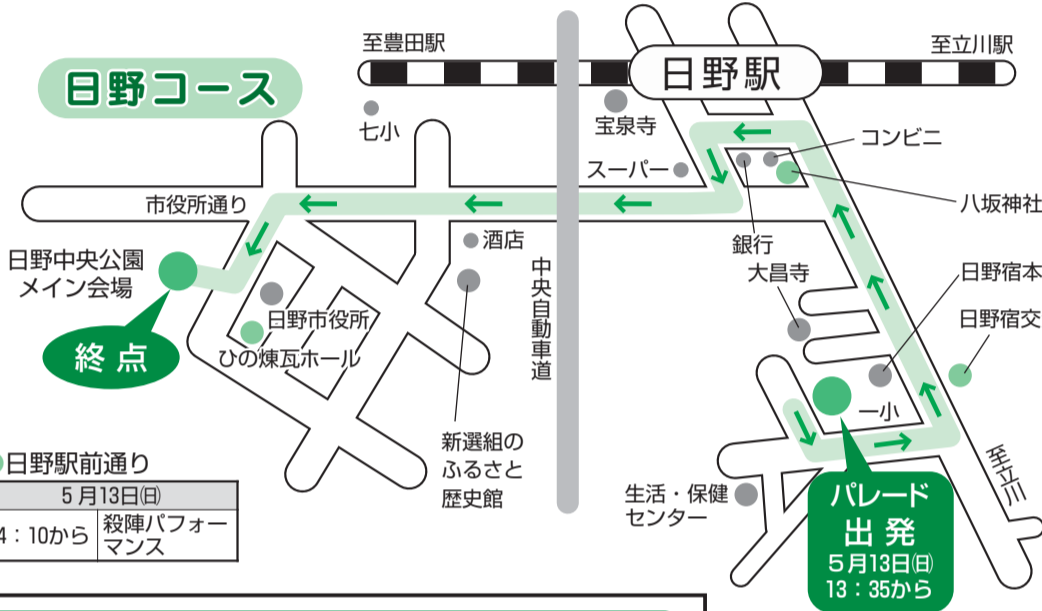 至豊田駅
至立川駅
日野駅
日野コース
七小
宝泉寺
コンビニ
スーパー
市役所通り
八坂神社
銀行
酒店
日野中央公園
メイン会場
大昌寺
日野宿本
中央自動車道
日野市役所
日野宿交
終点
ひの煉瓦ホール
一小
新選組の
ふるさと
歴史館
至立川
日野駅前通り
5月13日㈰
4：10から
殺陣パフォー
マンス
生活・保健
センター
パレード
出発
5月13日㈰
13：35から